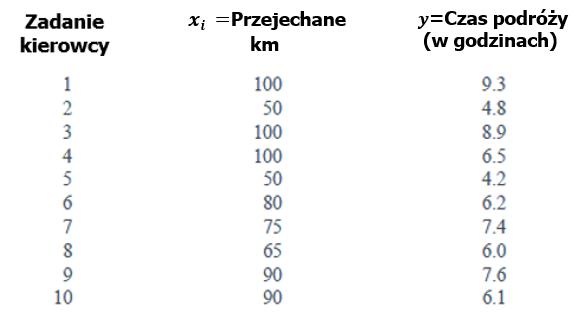 Zadanie kierowcy
xᵢ =Przejechane km
y=Czas podróży (w godzinach)
1 100 9.3
2 50 4.8
3 100 8.9
4 100 6.5
5 50 4.2
6 80 6.2
7 75 7.4
8 65 6.0
9 90 7.6
10 90 6.1